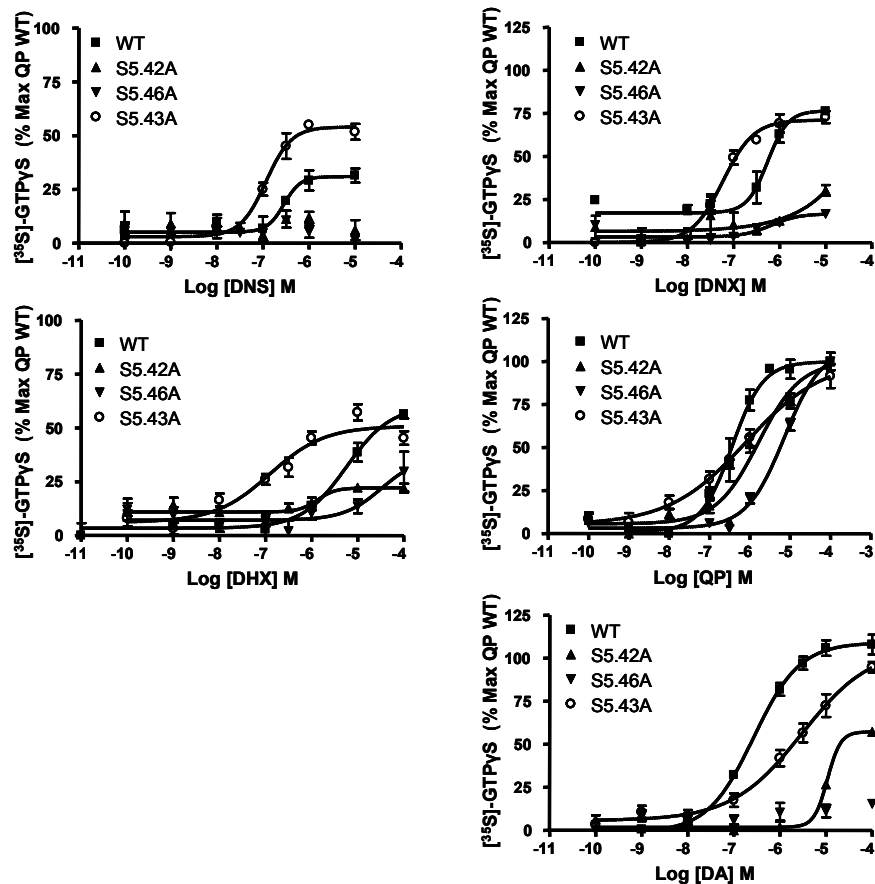 [³⁵S]-GTPγS (% Max QP WT)
100
75
50
25
0
WT
S5.42A
S5.46A
S5.43A
-11 -10 -9 -8 -7 -6 -5 -4
Log [DNS] M
[³⁵S]-GTPγS (% Max QP WT)
125
100
75
50
25
0
WT
S5.42A
S5.46A
S5.43A
-11 -10 -9 -8 -7 -6 -5 -4
Log [DNX] M
[³⁵S]-GTPγS (% Max QP WT)
100
75
50
25
0
WT
S5.42A
S5.46A
S5.43A
-11 -10 -9 -8 -7 -6 -5 -4
Log [DHX] M
[³⁵S]-GTPγS (% Max QP WT)
125
100
75
50
25
0
WT
S5.42A
S5.46A
S5.43A
-11 -10 -9 -8 -7 -6 -5 -4 -3
Log [QP] M
[³⁵S]-GTPγS (% Max QP WT)
125
100
75
50
25
0
WT
S5.42A
S5.46A
S5.43A
-11 -10 -9 -8 -7 -6 -5 -4
Log [DA] M